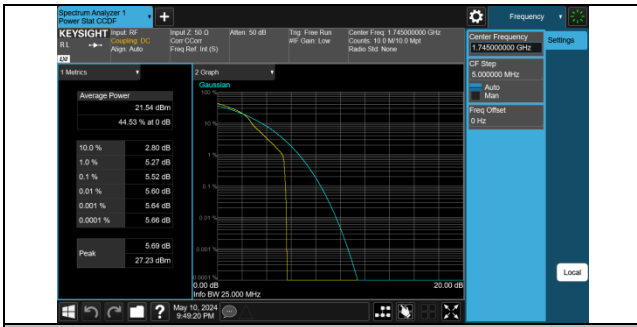 Spectrum Analyzer 1
Power Stat CCDF
Frequency
KEYSIGHT
Input: RF
Input Z: 50 Ω
Atten: 50 dB
Trig: Free Run
Center Freq: 1.745000000 GHz
R L
Coupling: DC
Corr CCorr
#IF Gain: Low
Counts: 10.0 M/10.0 Mpt
Align: Auto
Freq Ref: Int (S)
Radio Std: None
Center Frequency
1.745000000 GHz
Settings
CF Step
5.000000 MHz
Auto
Man
Freq Offset
0 Hz
Local
1 Metrics
Average Power
21.54 dBm
44.53 % at 0 dB
10.0 % 2.80 dB
1.0 % 5.27 dB
0.1 % 5.52 dB
0.01 % 5.60 dB
0.001 % 5.64 dB
0.0001 % 5.66 dB
Peak
5.69 dB
27.23 dBm
2 Graph
Gaussian
100 %
10 %
1 %
0.1 %
0.01 %
0.001 %
0.0001 %
0.00 dB
20.00 dB
Info BW 25.000 MHz
May 10, 2024
9:49:20 PM